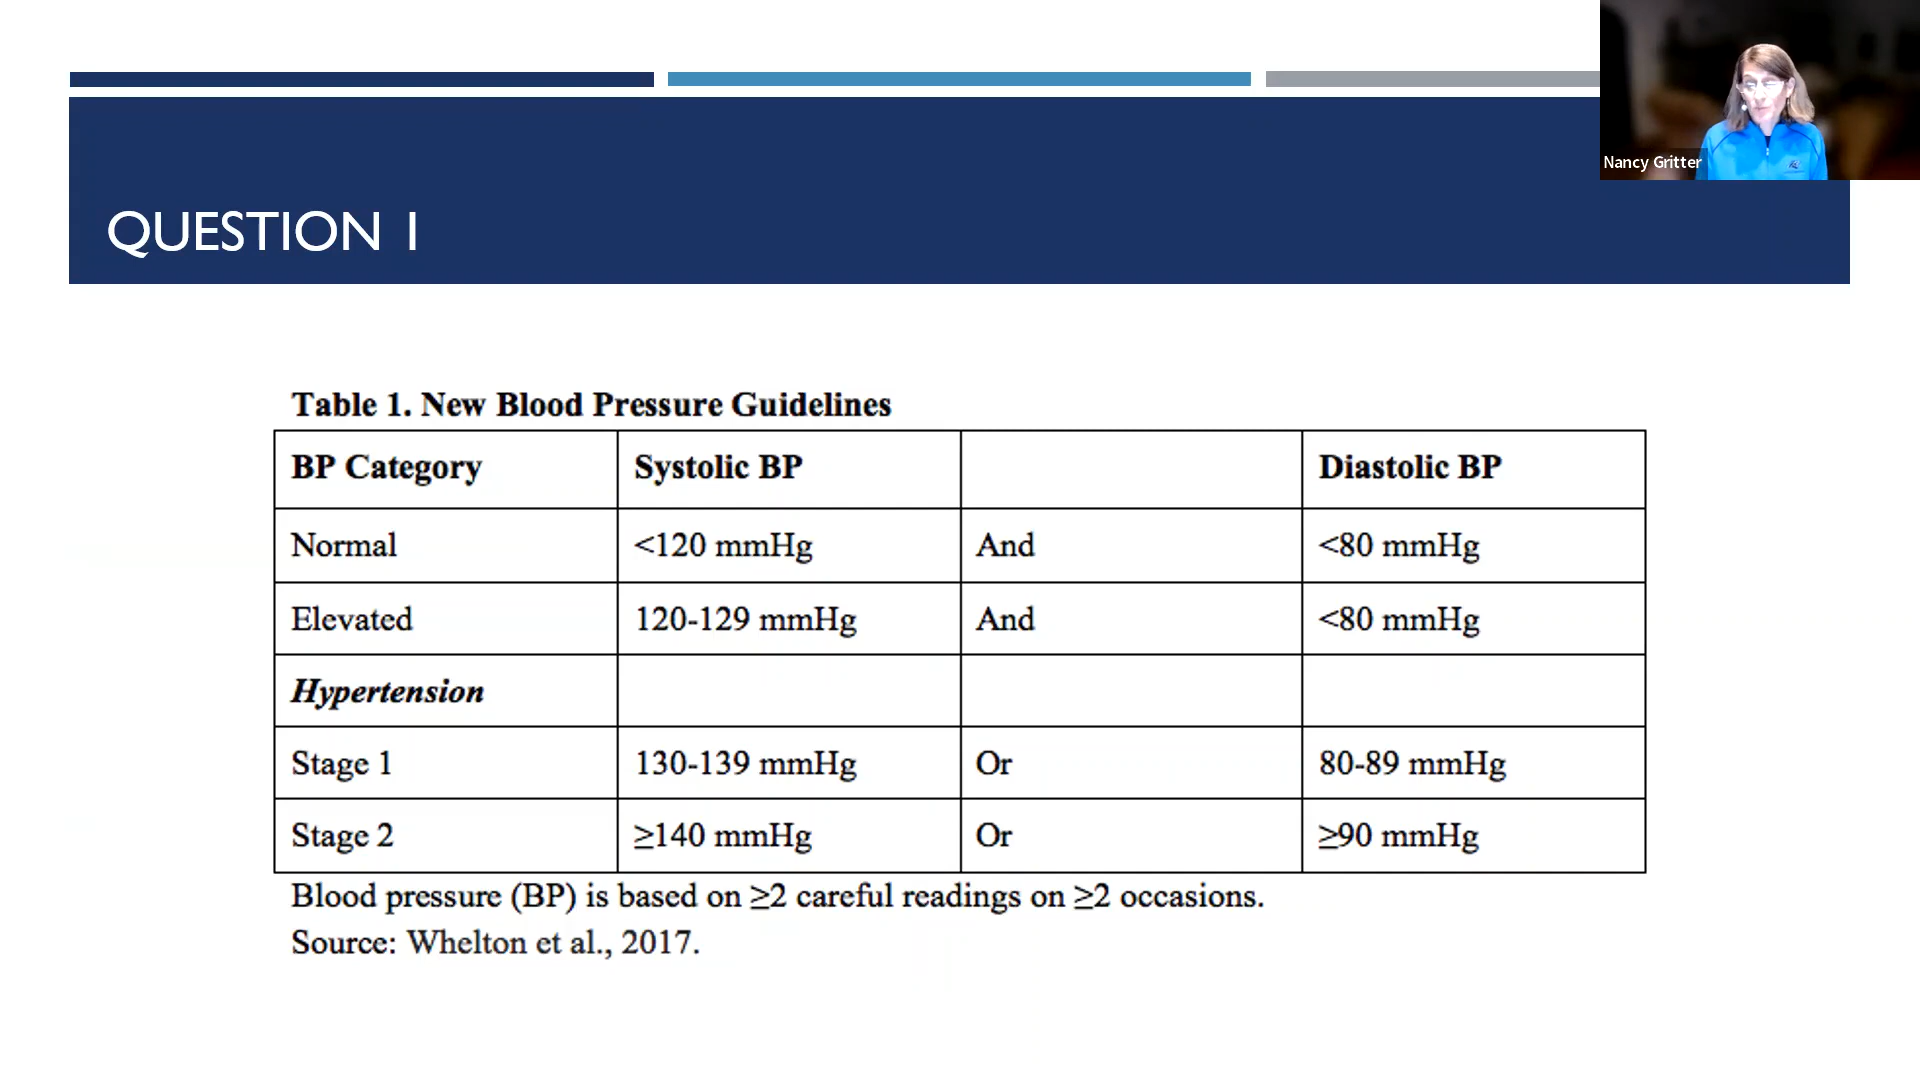 Nancy Gritter
QUESTION 1
Table 1. New Blood Pressure Guidelines
BP Category Systolic BP Diastolic BP
Normal <120 mmHg And <80 mmHg
Elevated 120-129 mmHg And <80 mmHg
Hypertension
Stage 1 130-139 mmHg Or 80-89 mmHg
Stage 2 ≥140 mmHg Or ≥90 mmHg
Blood pressure (BP) is based on ≥2 careful readings on ≥2 occasions.
Source: Whelton et al., 2017.